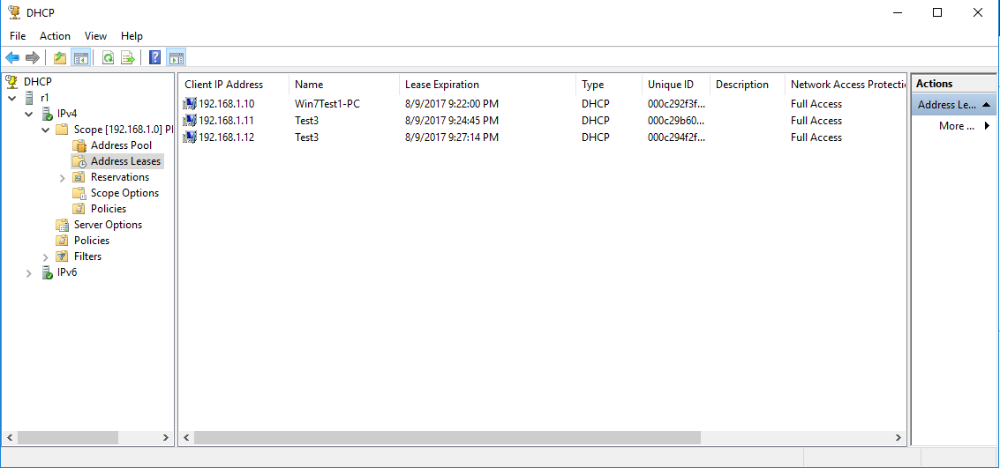 DHCP
File Action View Help
DHCP
r1
IPv4
Scope [192.168.1.0] Pl
Address Pool
Address Leases
Reservations
Scope Options
Policies
Server Options
Policies
Filters
IPv6
Client IP Address Name Lease Expiration Type Unique ID Description Network Access Protectic
192.168.1.10 Win7Test1-PC 8/9/2017 9:22:00 PM DHCP 000c292f3f... Full Access
192.168.1.11 Test3 8/9/2017 9:24:45 PM DHCP 000c29b60... Full Access
192.168.1.12 Test3 8/9/2017 9:27:14 PM DHCP 000c294f2f... Full Access
Actions
Address Le...
More ...